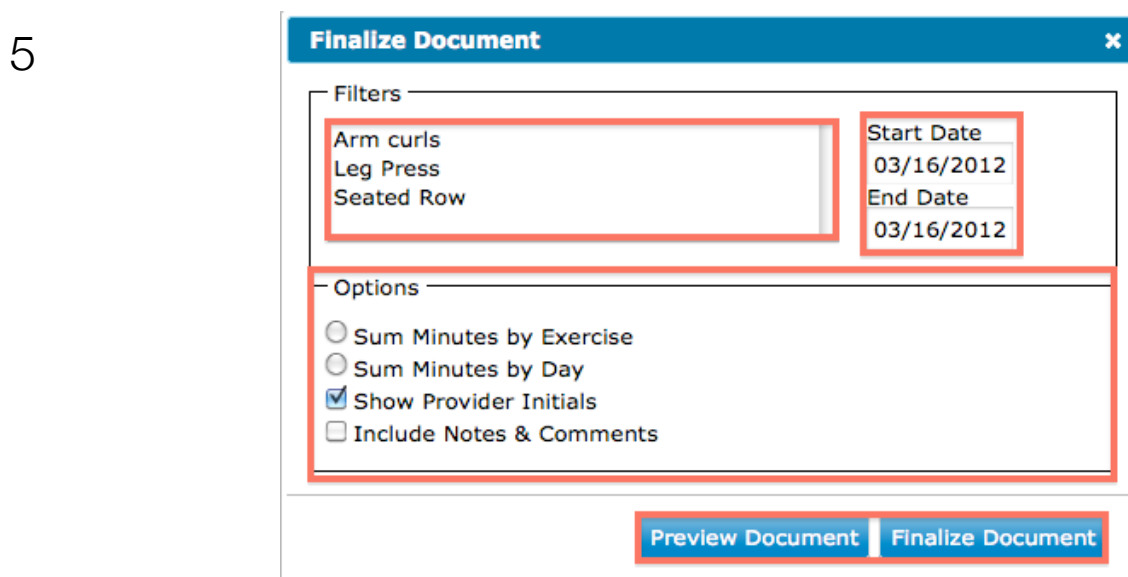 5
Finalize Document ×
Filters
Arm curls
Leg Press
Seated Row
Start Date
03/16/2012
End Date
03/16/2012
Options
Sum Minutes by Exercise
Sum Minutes by Day
Show Provider Initials
Include Notes & Comments
Preview Document Finalize Document